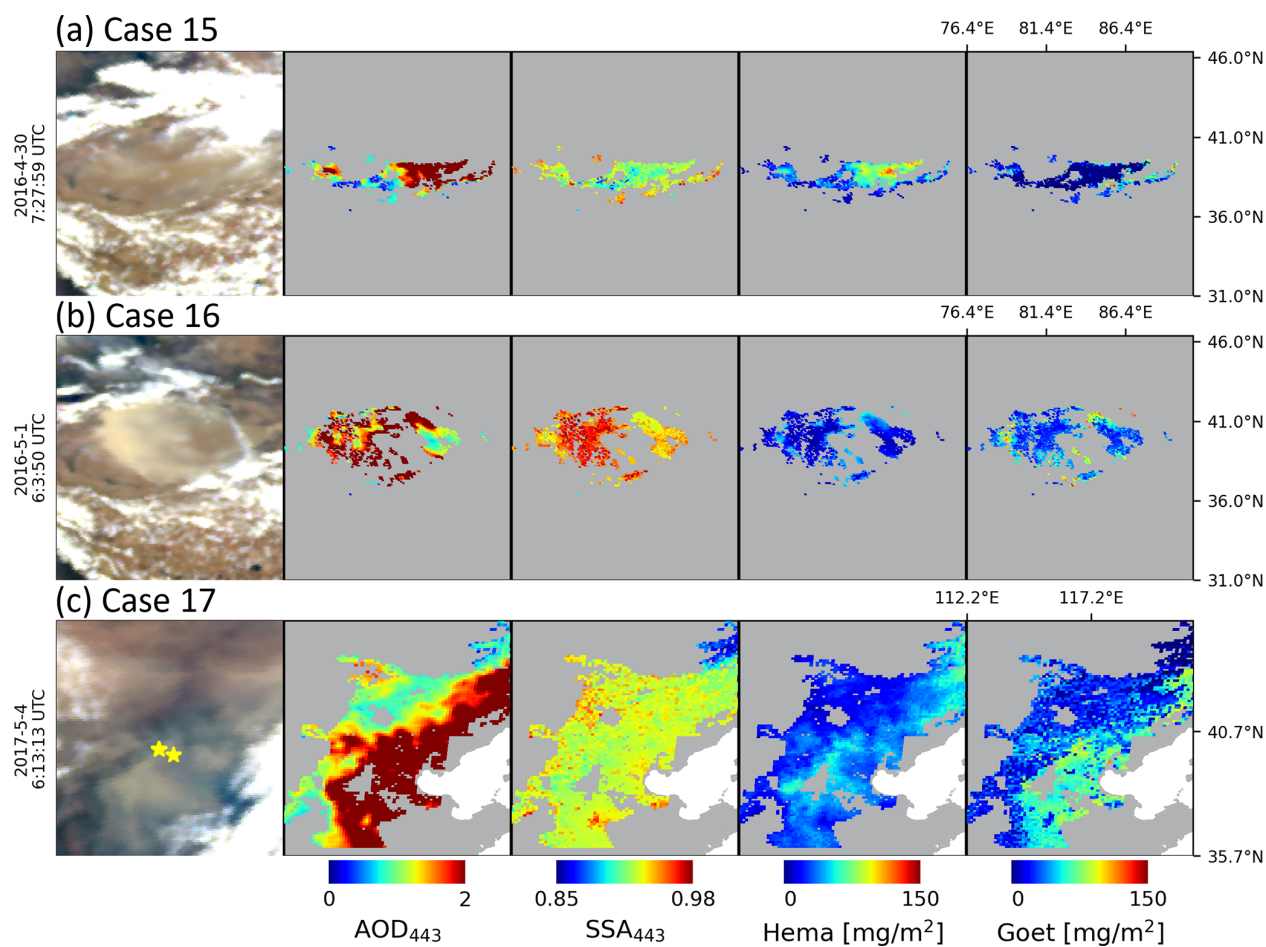 (a) Case 15
76.4°E 81.4°E 86.4°E
2016-4-30
7:27:59 UTC
46.0°N
41.0°N
36.0°N
31.0°N
(b) Case 16
76.4°E 81.4°E 86.4°E
2016-5-1
6:3:50 UTC
46.0°N
41.0°N
36.0°N
31.0°N
(c) Case 17
112.2°E 117.2°E
2017-5-4
6:13:13 UTC
40.7°N
35.7°N
0 2 0.85 0.98 0 150 0 150
AOD₄₄₃ SSA₄₄₃ Hema [mg/m²] Goet [mg/m²]